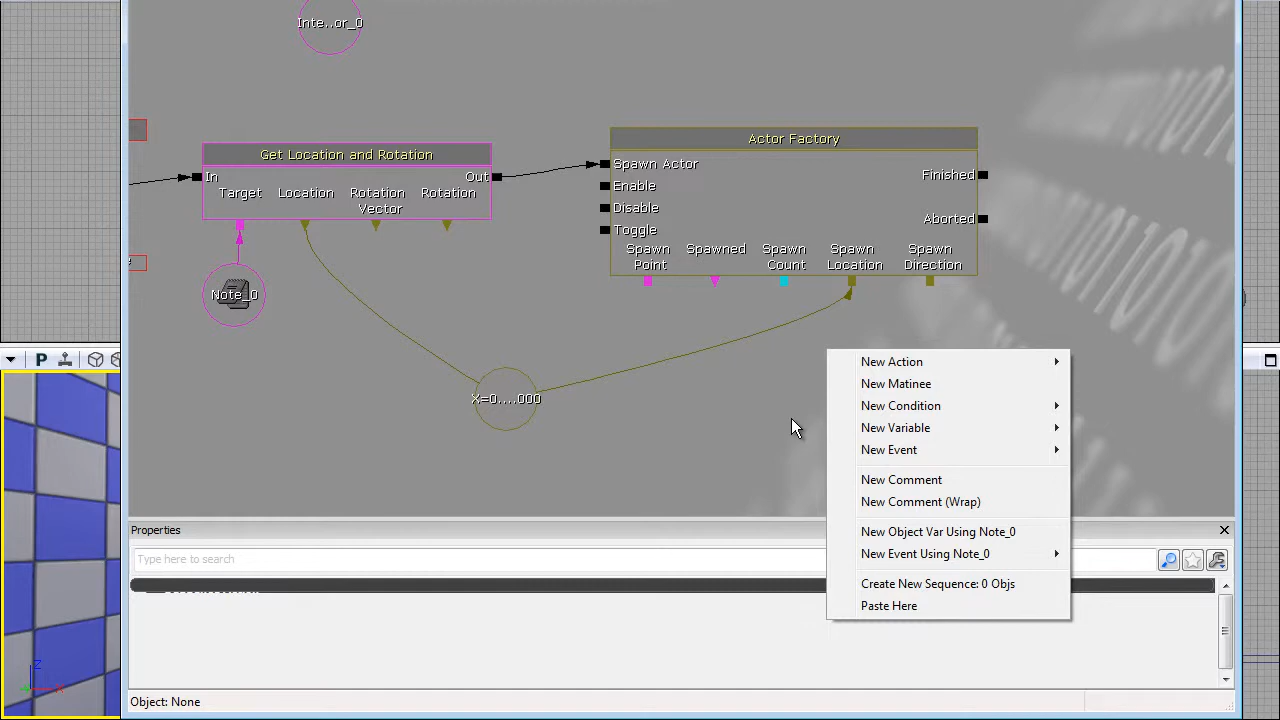 Inte..or_0
Get Location and Rotation
In
Out
Target
Location
Rotation Vector
Rotation
Note_0
X=0....000
Actor Factory
Spawn Actor
Enable
Disable
Toggle
Finished
Aborted
Spawn Point
Spawned
Spawn Count
Spawn Location
Spawn Direction
New Action
New Matinee
New Condition
New Variable
New Event
New Comment
New Comment (Wrap)
New Object Var Using Note_0
New Event Using Note_0
Create New Sequence: 0 Objs
Paste Here
P
Properties
Type here to search
Z
X
Object: None